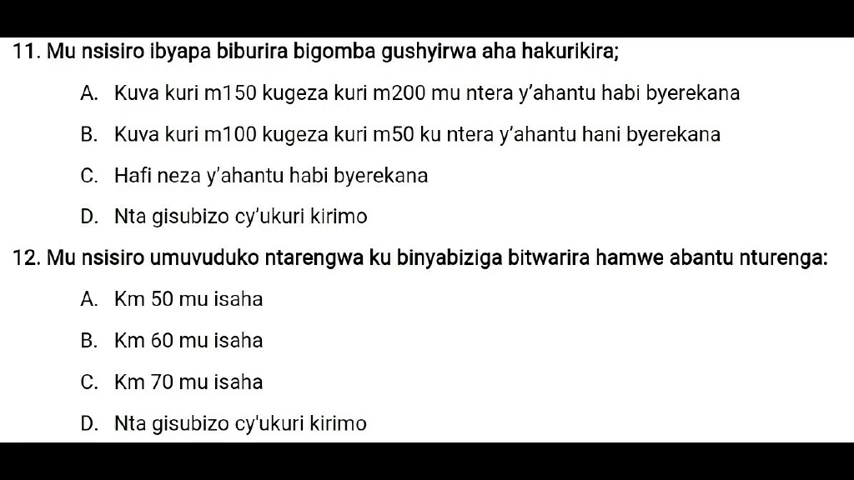 11. Mu nsisiro ibyapa biburira bigomba gushyirwa aha hakurikira;
A. Kuva kuri m150 kugeza kuri m200 mu ntera y'ahantu habi byerekana
B. Kuva kuri m100 kugeza kuri m50 ku ntera y'ahantu hani byerekana
C. Hafi neza y'ahantu habi byerekana
D. Nta gisubizo cy'ukuri kirimo
12. Mu nsisiro umuvuduko ntarengwa ku binyabiziga bitwarira hamwe abantu nturenga:
A. Km 50 mu isaha
B. Km 60 mu isaha
C. Km 70 mu isaha
D. Nta gisubizo cy'ukuri kirimo